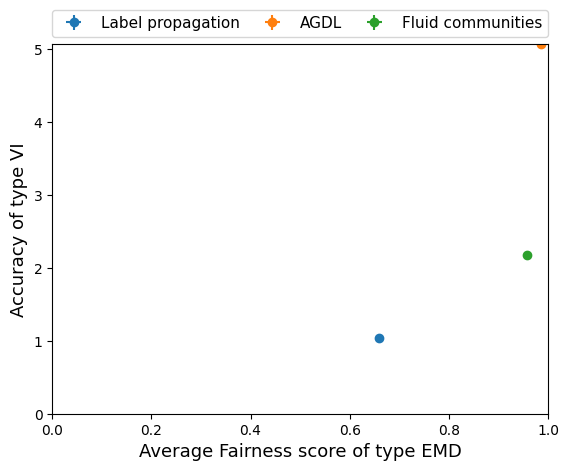 Label propagation AGDL Fluid communities
5
4
3
2
1
0
Accuracy of type VI
0.0 0.2 0.4 0.6 0.8 1.0
Average Fairness score of type EMD